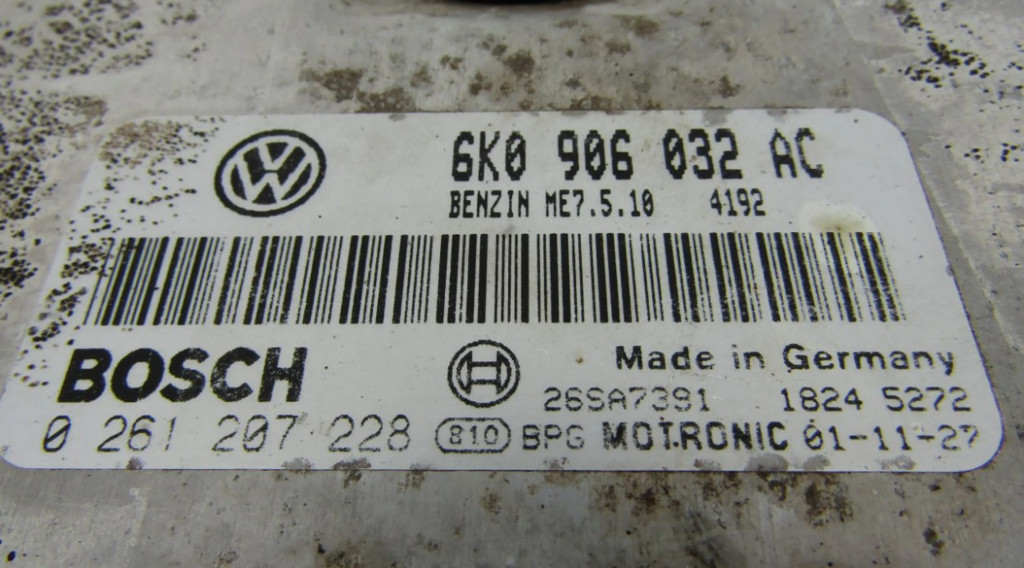 6K0 906 032 AC
BENZIN ME7.5.10 4192
BOSCH Made in Germany
26SA7391 1824 5272
0 261 207 228 810 BPG MOTRONIC 01-11-27